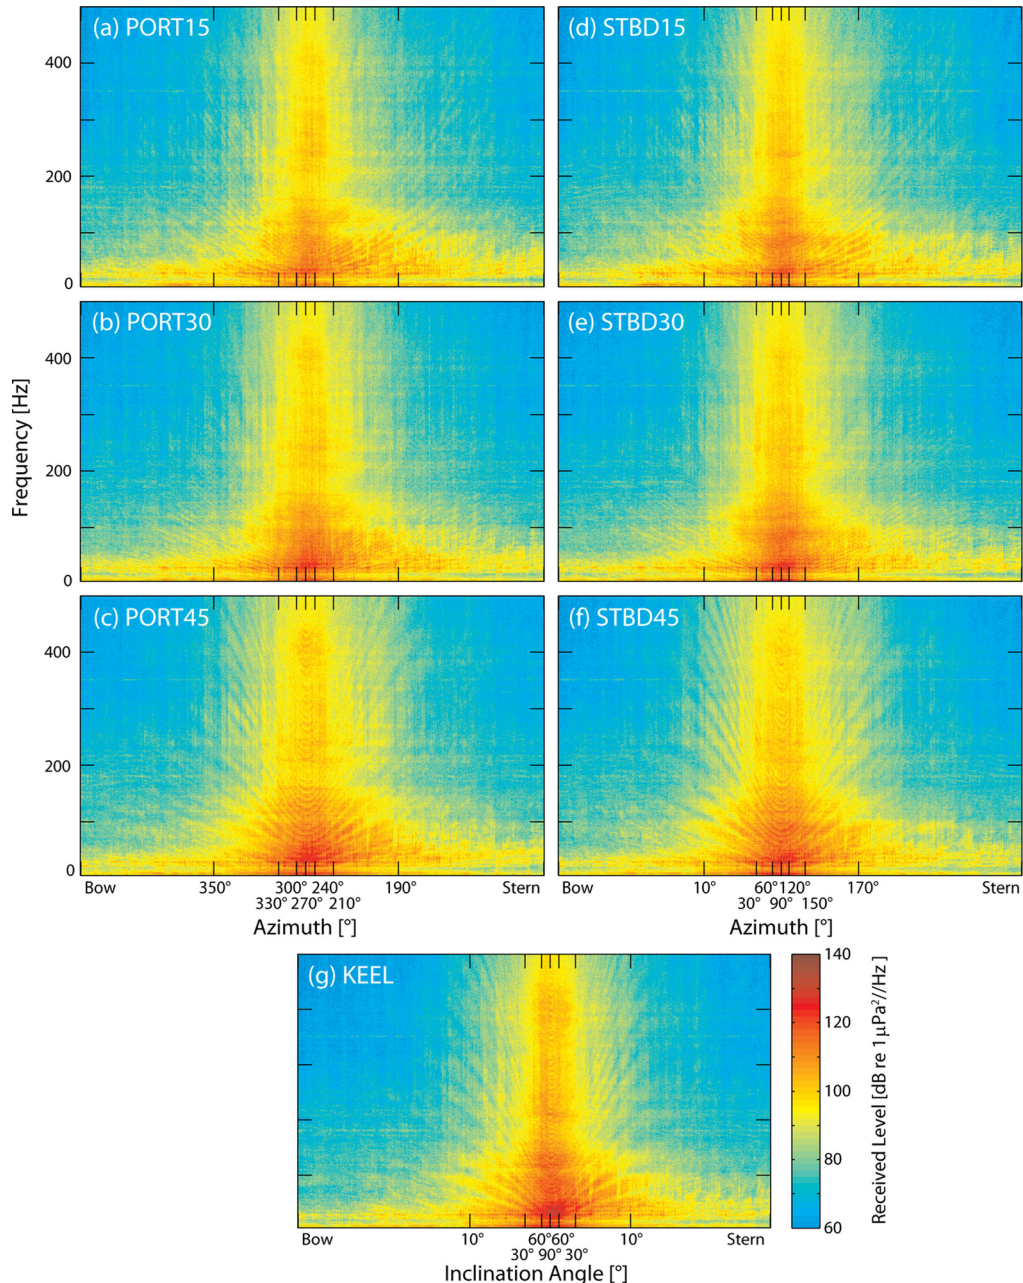 (a) PORT15
(d) STBD15
400
200
0
(b) PORT30
(e) STBD30
400
200
0
Frequency [Hz]
(c) PORT45
(f) STBD45
400
200
0
Bow 350° 300° 240° 190° Stern
330° 270° 210°
Azimuth [°]
Bow 10° 60° 120° 170° Stern
30° 90° 150°
Azimuth [°]
(g) KEEL
Bow 10° 60° 60° 10° Stern
30° 90° 30°
Inclination Angle [°]
140
120
100
80
60
Received Level [dB re 1 µPa²//Hz]